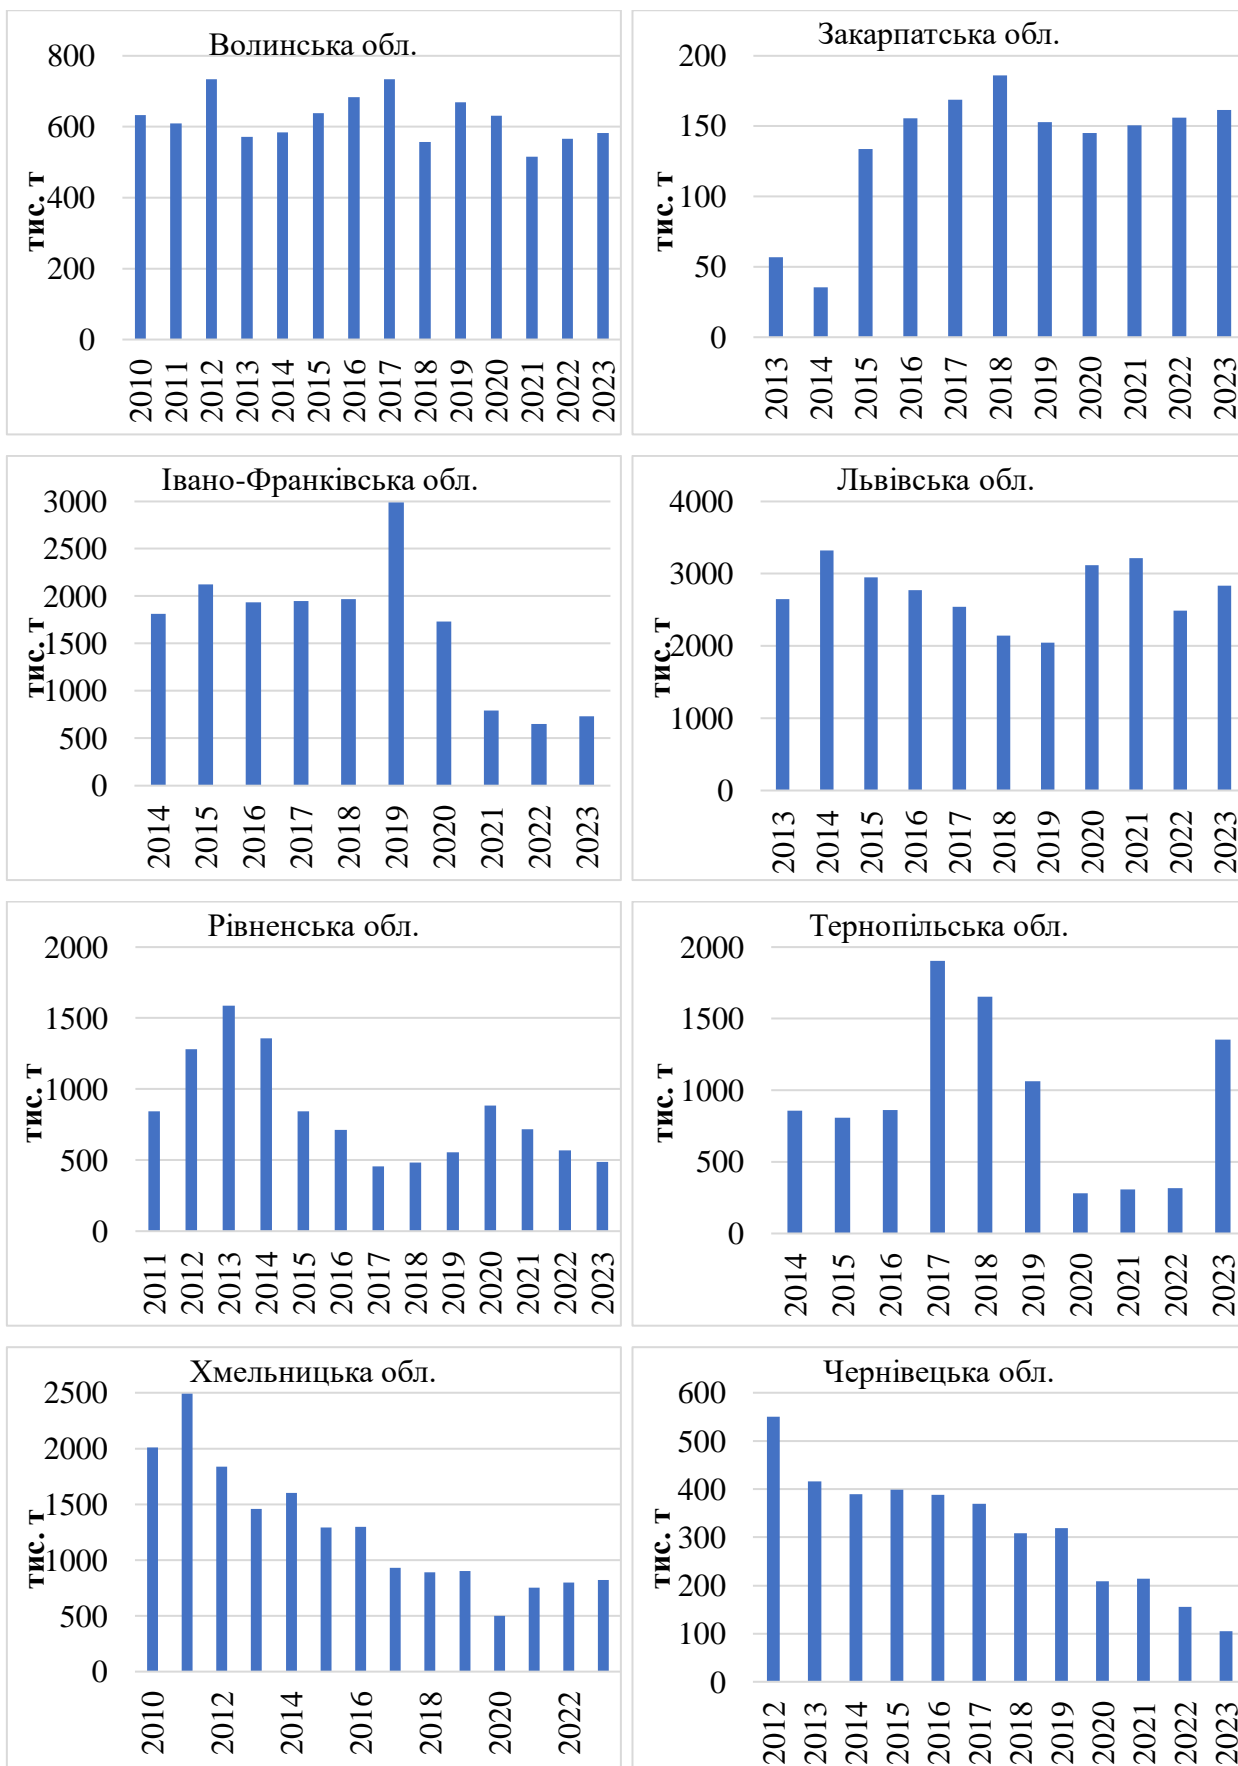 Волинська обл.
800
600
400
200
0
тис. т
2010 2011 2012 2013 2014 2015 2016 2017 2018 2019 2020 2021 2022 2023
Закарпатська обл.
200
150
100
50
0
тис. т
2013 2014 2015 2016 2017 2018 2019 2020 2021 2022 2023
Івано-Франківська обл.
3000
2500
2000
1500
1000
500
0
тис. т
2014 2015 2016 2017 2018 2019 2020 2021 2022 2023
Львівська обл.
4000
3000
2000
1000
0
тис. т
2013 2014 2015 2016 2017 2018 2019 2020 2021 2022 2023
Рівненська обл.
2000
1500
1000
500
0
тис. т
2011 2012 2013 2014 2015 2016 2017 2018 2019 2020 2021 2022 2023
Тернопільська обл.
2000
1500
1000
500
0
тис. т
2014 2015 2016 2017 2018 2019 2020 2021 2022 2023
Хмельницька обл.
2500
2000
1500
1000
500
0
тис. т
2010 2012 2014 2016 2018 2020 2022
Чернівецька обл.
600
500
400
300
200
100
0
тис. т
2012 2013 2014 2015 2016 2017 2018 2019 2020 2021 2022 2023